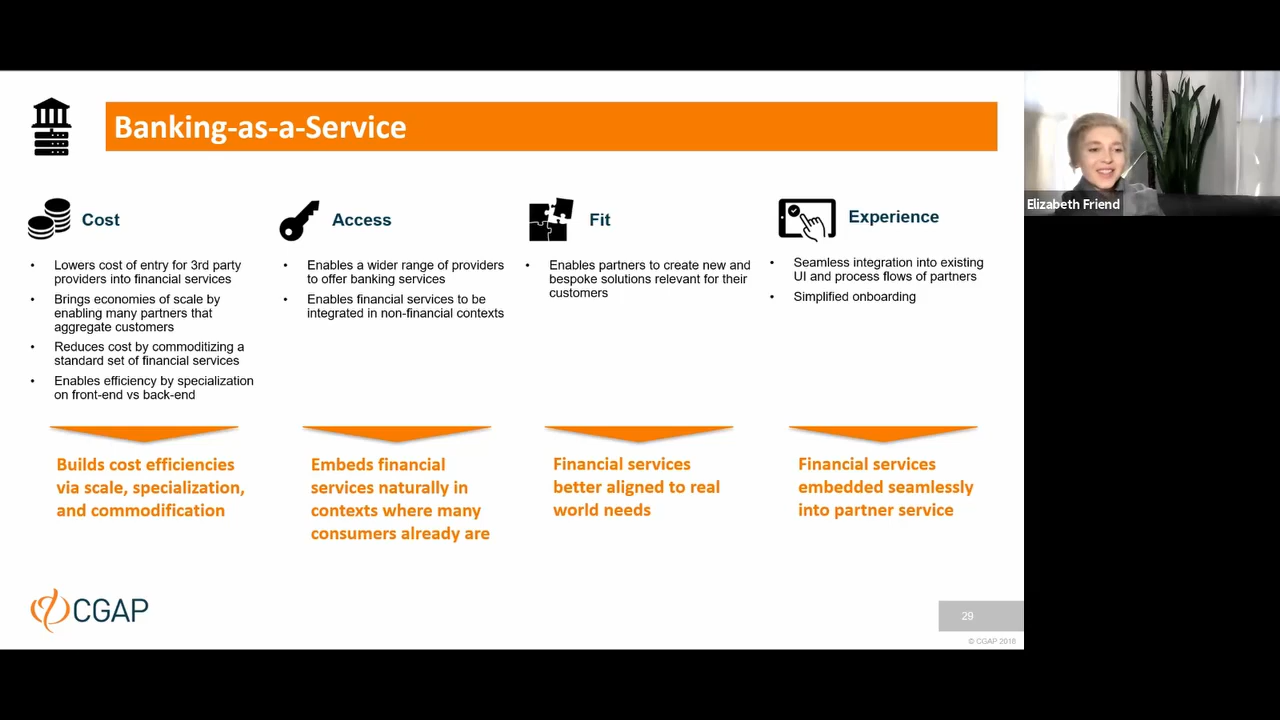 Banking-as-a-Service
Elizabeth Friend
Cost
Lowers cost of entry for 3rd party
providers into financial services
Brings economies of scale by
enabling many partners that
aggregate customers
Reduces cost by commoditizing a
standard set of financial services
Enables efficiency by specialization
on front-end vs back-end
Builds cost efficiencies
via scale, specialization,
and commodification
Access
Enables a wider range of providers
to offer banking services
Enables financial services to be
integrated in non-financial contexts
Embeds financial
services naturally in
contexts where many
consumers already are
Fit
Enables partners to create new and
bespoke solutions relevant for their
customers
Financial services
better aligned to real
world needs
Experience
Seamless integration into existing
UI and process flows of partners
Simplified onboarding
Financial services
embedded seamlessly
into partner service
CGAP
29
© CGAP 2018